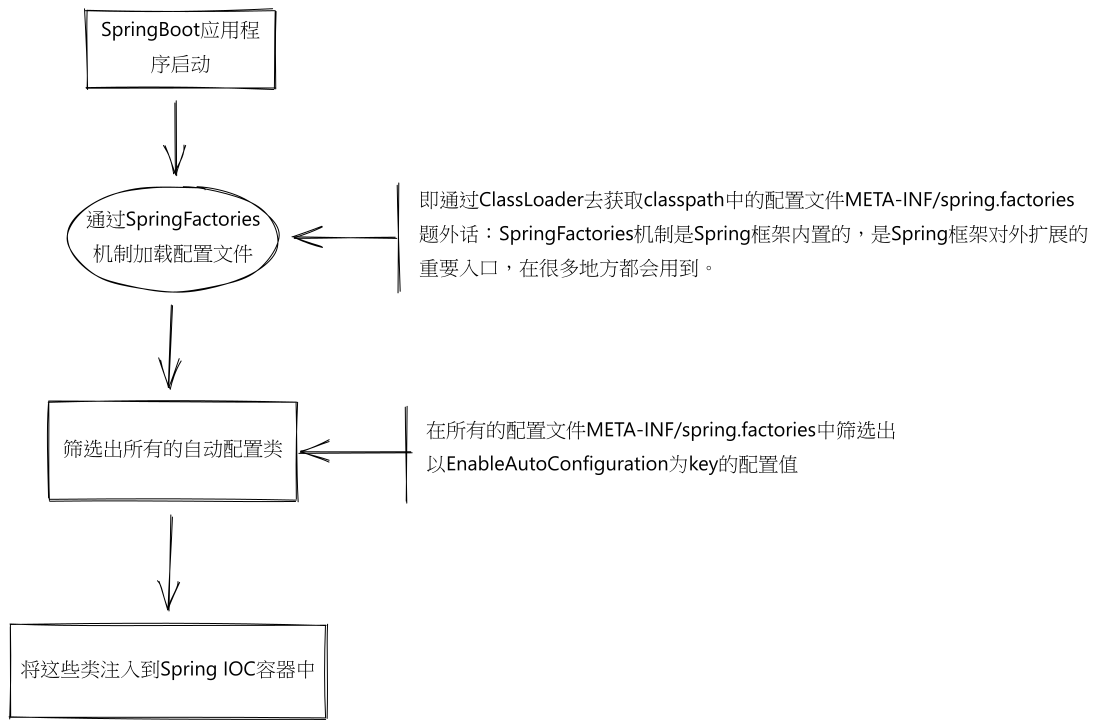 SpringBoot应用程
序启动
通过SpringFactories
机制加载配置文件
即通过ClassLoader去获取classpath中的配置文件META-INF/spring.factories
题外话：SpringFactories机制是Spring框架内置的，是Spring框架对外扩展的
重要入口，在很多地方都会用到。
筛选出所有的自动配置类
在所有的配置文件META-INF/spring.factories中筛选出
以EnableAutoConfiguration为key的配置值
将这些类注入到Spring IOC容器中